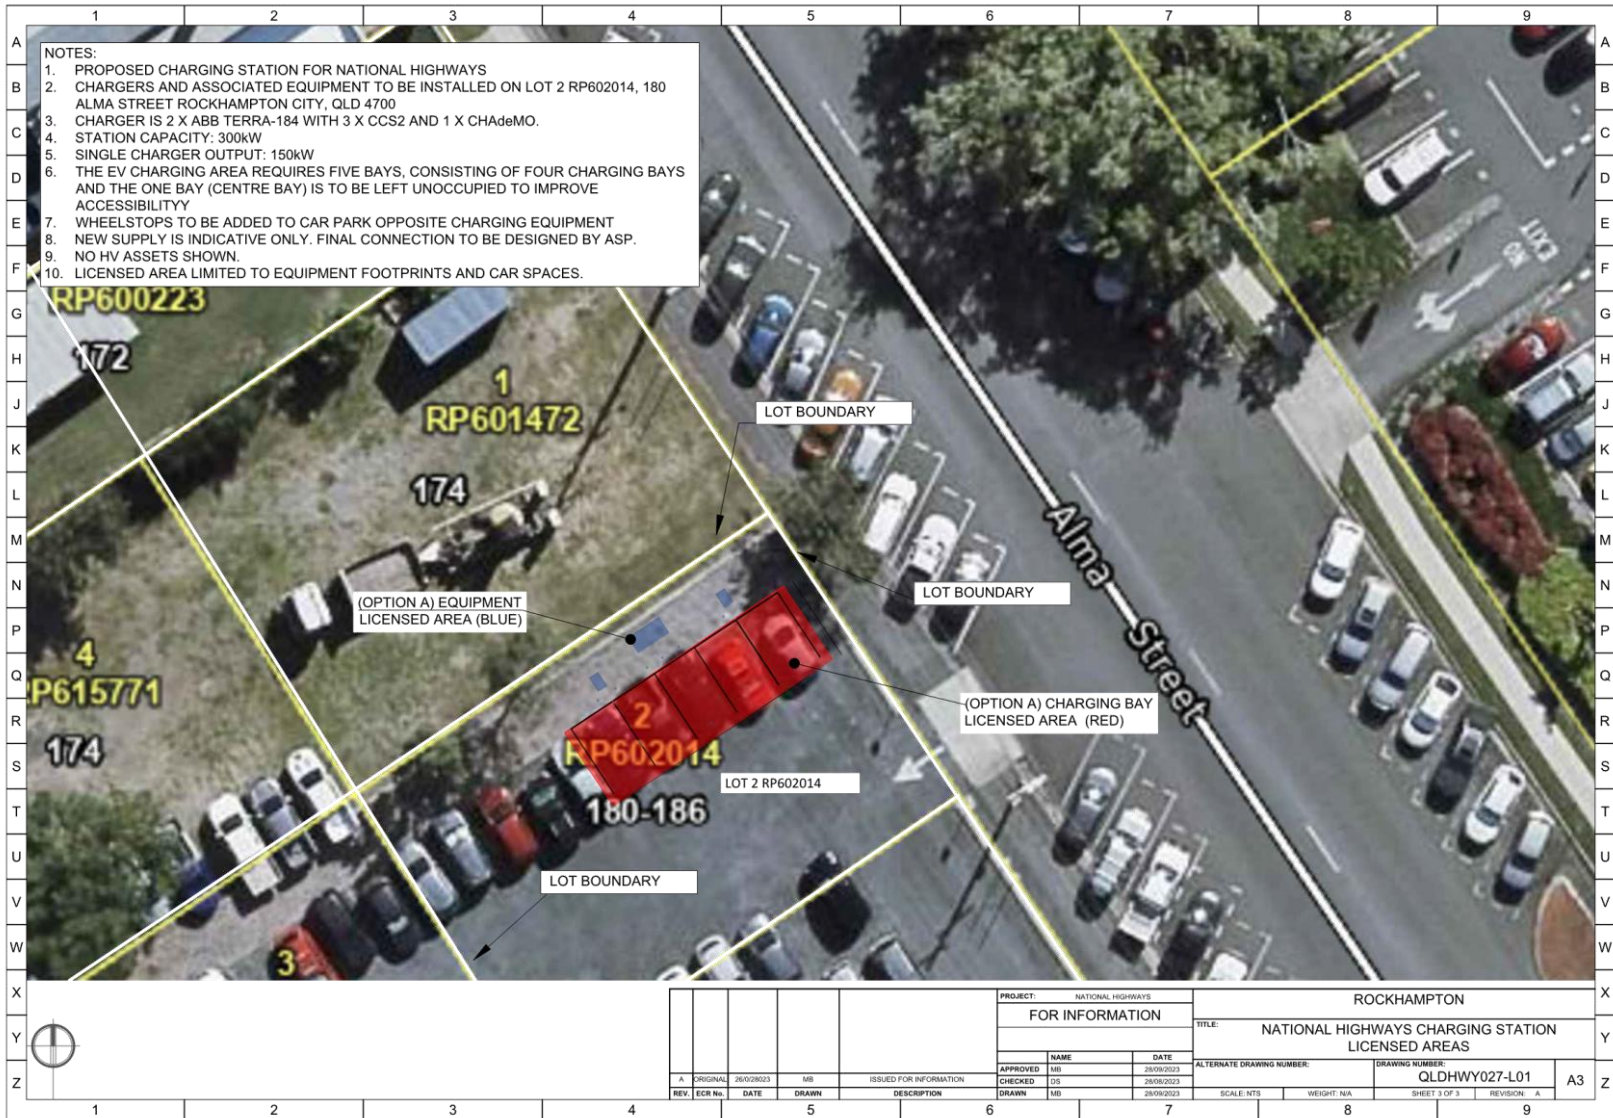 1 2 3 4 5 6 7 8 9
A A
B B
C C
D D
E E
F F
G G
H H
J J
K K
L L
M M
N N
P P
Q Q
R R
S S
T T
U U
V V
W W
X X
Y Y
Z Z
NOTES:
1. PROPOSED CHARGING STATION FOR NATIONAL HIGHWAYS
2. CHARGERS AND ASSOCIATED EQUIPMENT TO BE INSTALLED ON LOT 2 RP602014, 180
ALMA STREET ROCKHAMPTON CITY, QLD 4700
3. CHARGER IS 2 X ABB TERRA-184 WITH 3 X CCS2 AND 1 X CHAdeMO.
4. STATION CAPACITY: 300kW
5. SINGLE CHARGER OUTPUT: 150kW
6. THE EV CHARGING AREA REQUIRES FIVE BAYS, CONSISTING OF FOUR CHARGING BAYS
AND THE ONE BAY (CENTRE BAY) IS TO BE LEFT UNOCCUPIED TO IMPROVE
ACCESSIBILITYY
7. WHEELSTOPS TO BE ADDED TO CAR PARK OPPOSITE CHARGING EQUIPMENT
8. NEW SUPPLY IS INDICATIVE ONLY. FINAL CONNECTION TO BE DESIGNED BY ASP.
9. NO HV ASSETS SHOWN.
10. LICENSED AREA LIMITED TO EQUIPMENT FOOTPRINTS AND CAR SPACES.
NO
EXIT
RP600223
172
1
RP601472
174
LOT BOUNDARY
LOT BOUNDARY
Alma Street
(OPTION A) EQUIPMENT
LICENSED AREA (BLUE)
4
RP615771
174
(OPTION A) CHARGING BAY
LICENSED AREA (RED)
2
RP602014
LOT 2 RP602014
180-186
LOT BOUNDARY
3
A ORIGINAL 26/0/28023 MB ISSUED FOR INFORMATION
REV. ECR No. DATE DRAWN DESCRIPTION
PROJECT: NATIONAL HIGHWAYS
FOR INFORMATION
NAME DATE
APPROVED MB 28/09/2023
CHECKED DS 28/09/2023
DRAWN MB 28/09/2023
ROCKHAMPTON
TITLE: NATIONAL HIGHWAYS CHARGING STATION
LICENSED AREAS
ALTERNATE DRAWING NUMBER:
DRAWING NUMBER:
QLDHWY027-L01
A3
SCALE: NTS WEIGHT: N/A SHEET 3 OF 3 REVISION: A
1 2 3 4 5 6 7 8 9